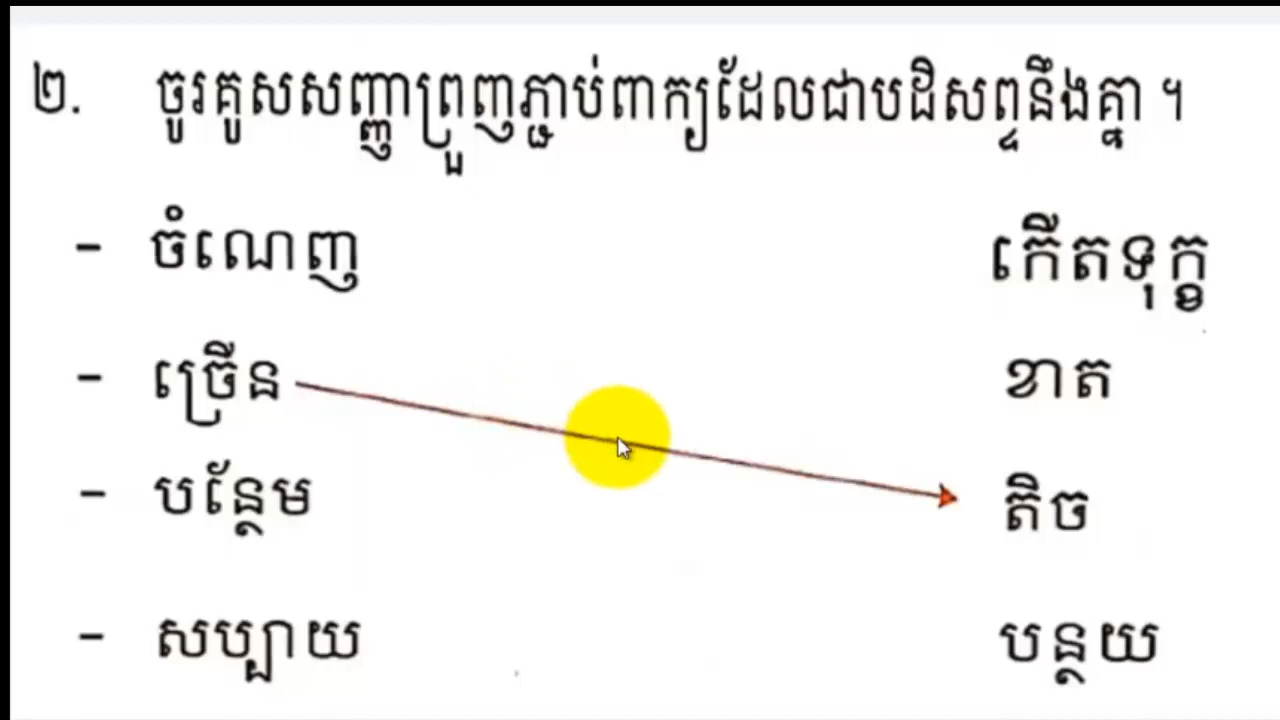 ២. ចូរគូសសញ្ញាព្រួញភ្ជាប់ពាក្យដែលជាបដិសព្ទនឹងគ្នា ។
- ចំណេញ កើតទុក្ខ
- ច្រើន ខាត
- បន្ថែម តិច
- សប្បាយ បន្ថយ